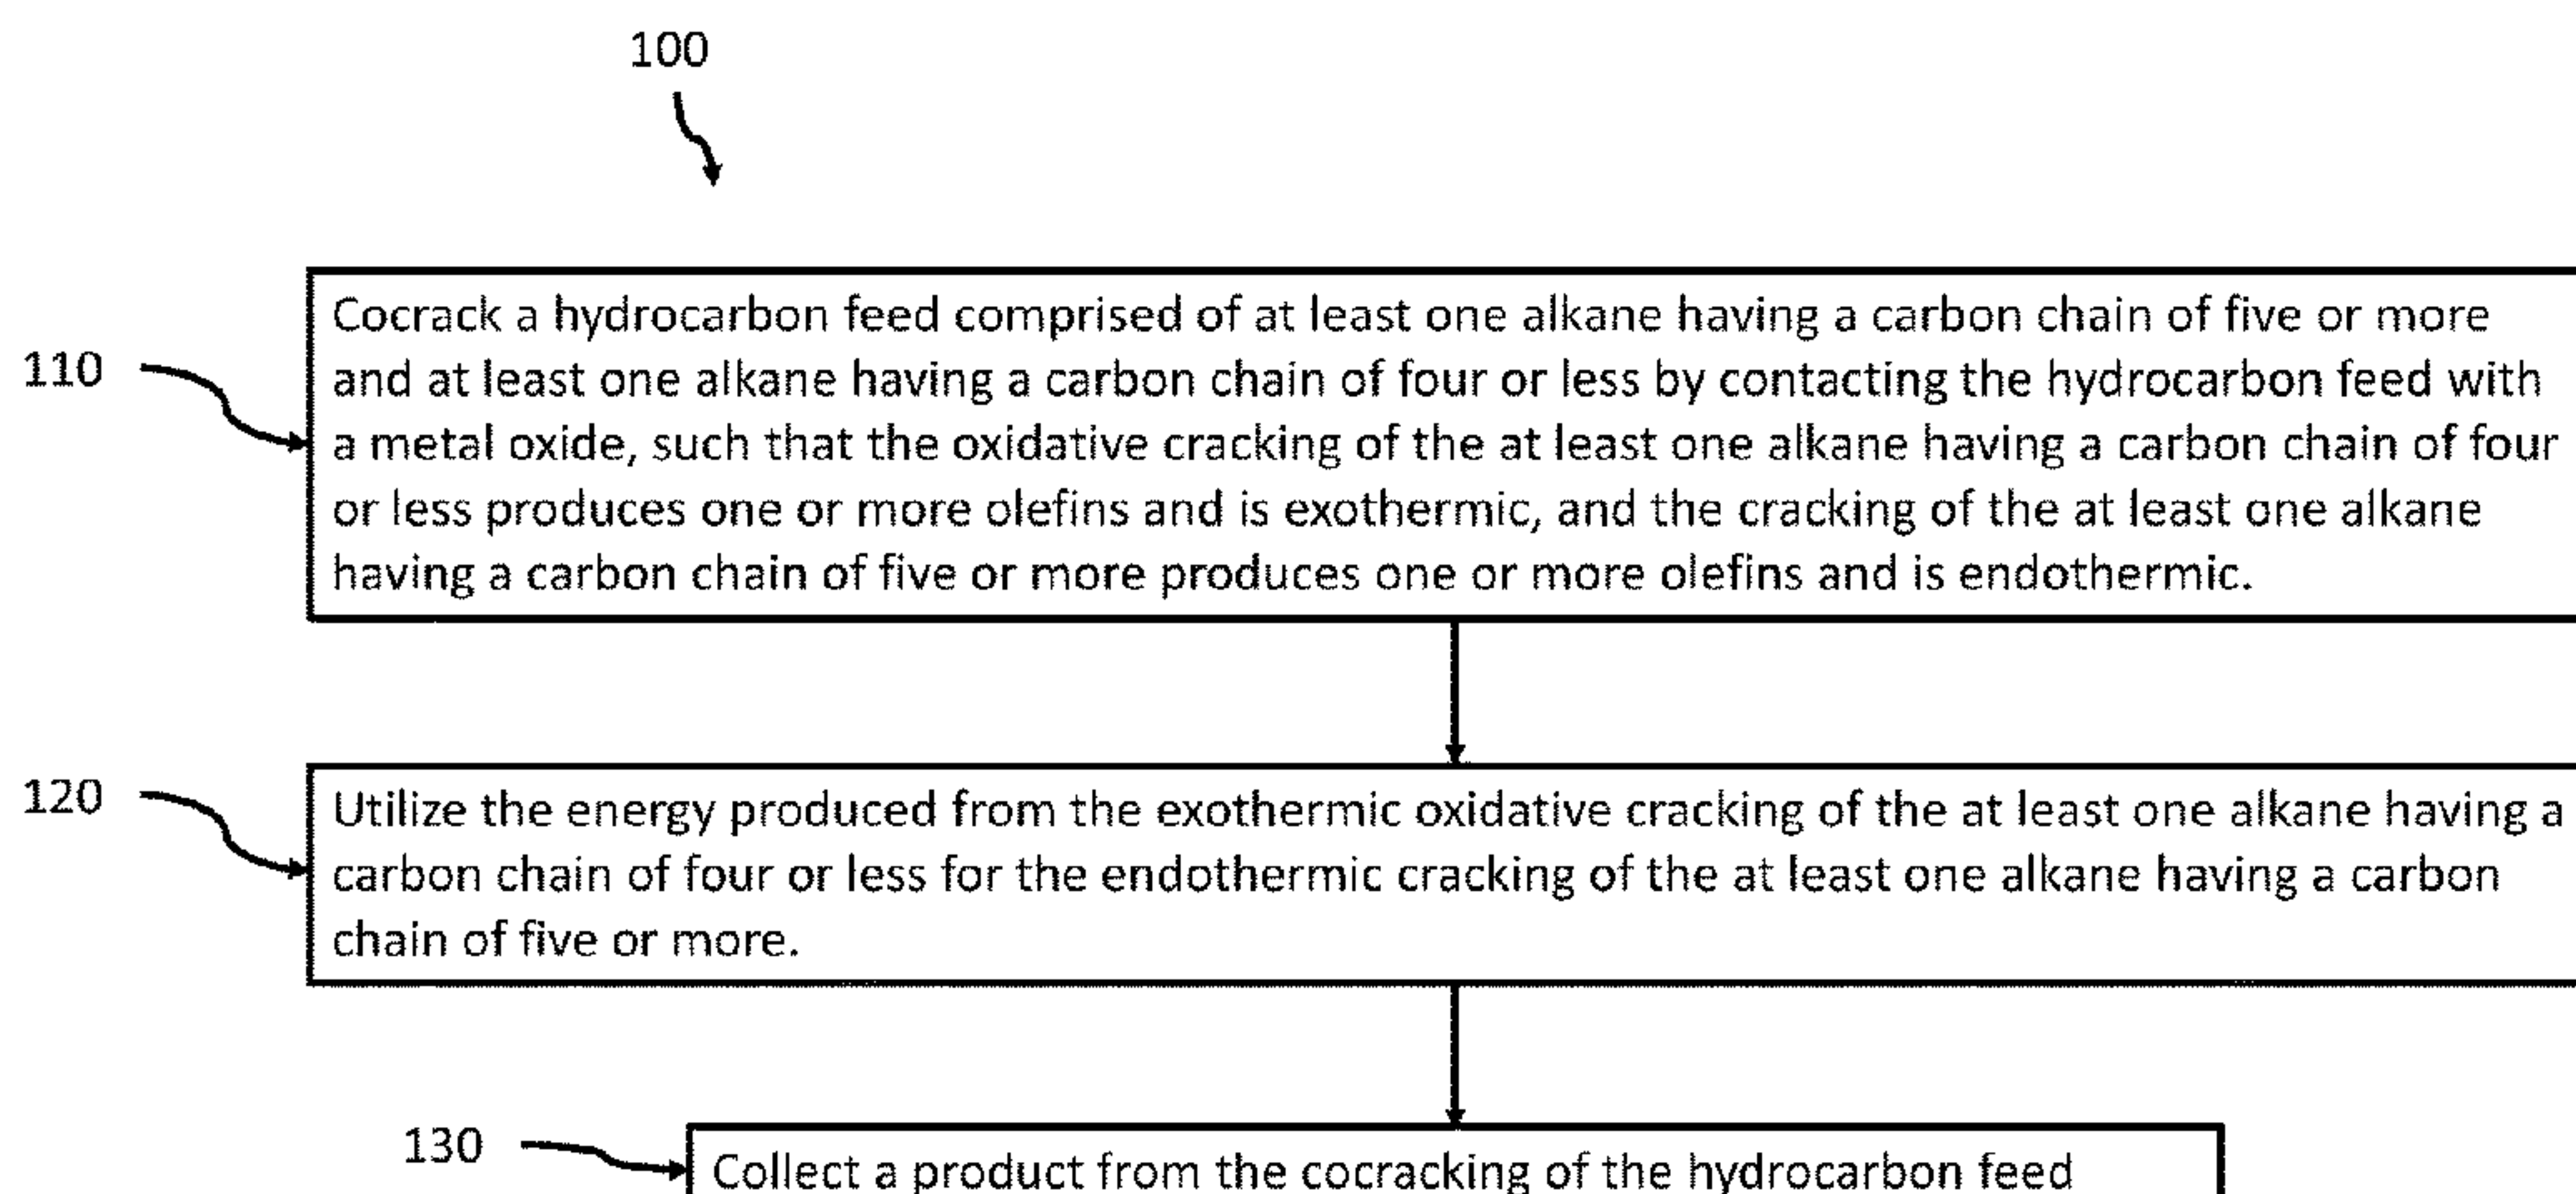 100
110
Cocrack a hydrocarbon feed comprised of at least one alkane having a carbon chain of five or more
and at least one alkane having a carbon chain of four or less by contacting the hydrocarbon feed with
a metal oxide, such that the oxidative cracking of the at least one alkane having a carbon chain of four
or less produces one or more olefins and is exothermic, and the cracking of the at least one alkane
having a carbon chain of five or more produces one or more olefins and is endothermic.
120
Utilize the energy produced from the exothermic oxidative cracking of the at least one alkane having a
carbon chain of four or less for the endothermic cracking of the at least one alkane having a carbon
chain of five or more.
130
Collect a product from the cocracking of the hydrocarbon feed